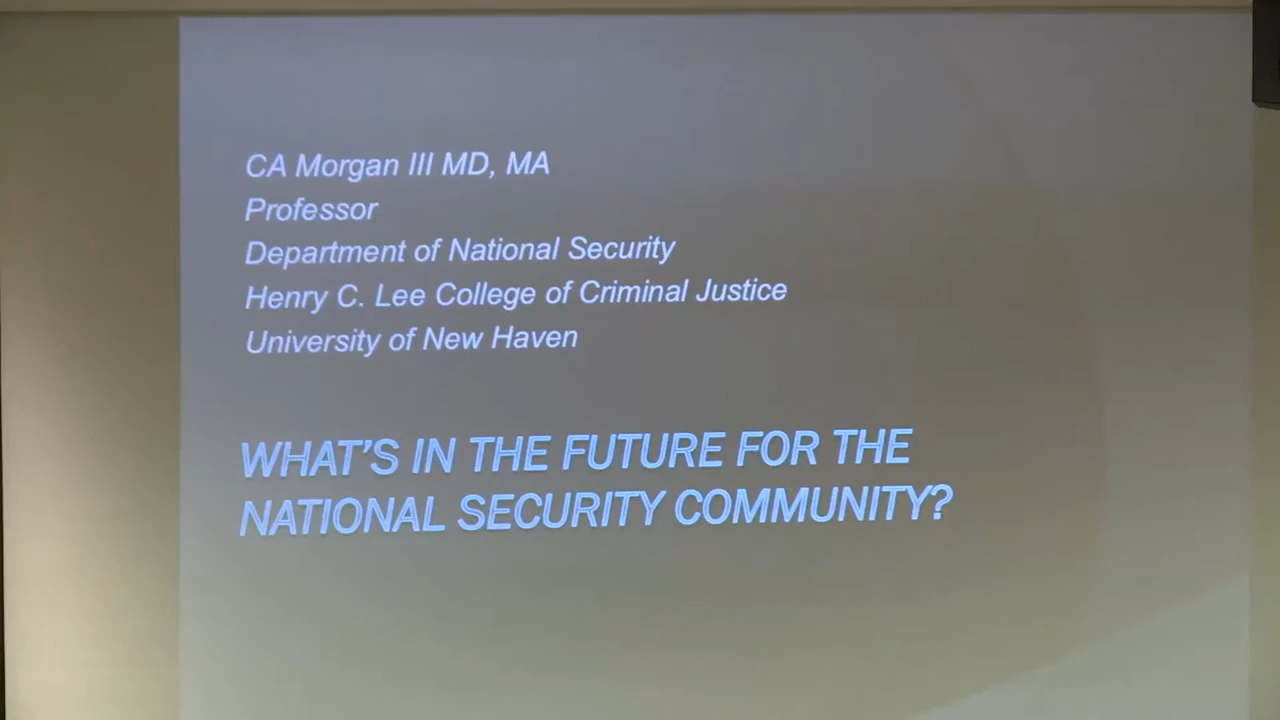 CA Morgan III MD, MA
Professor
Department of National Security
Henry C. Lee College of Criminal Justice
University of New Haven
WHAT'S IN THE FUTURE FOR THE
NATIONAL SECURITY COMMUNITY?